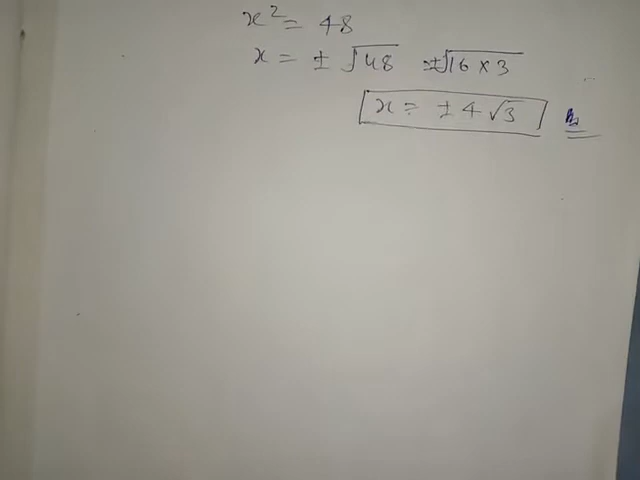 x² = 48
x = ± √48 = ±√16 × 3
x = ± 4√3